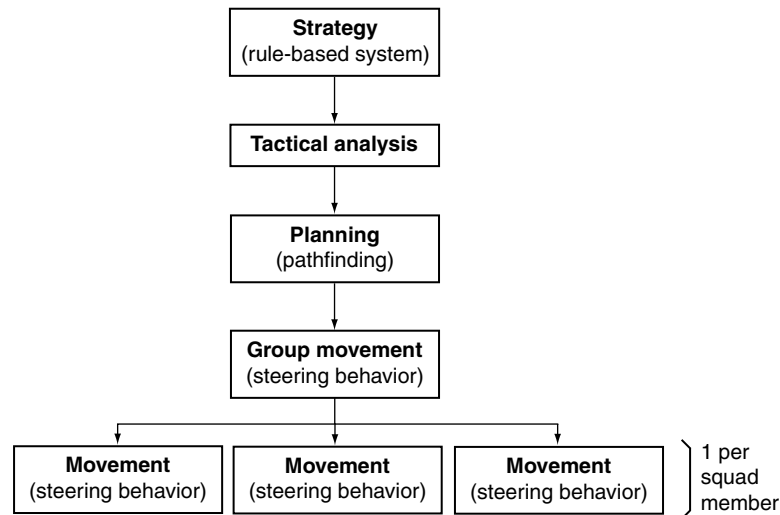 Strategy
(rule-based system)
Tactical analysis
Planning
(pathfinding)
Group movement
(steering behavior)
Movement
(steering behavior)
Movement
(steering behavior)
Movement
(steering behavior)
1 per
squad
member